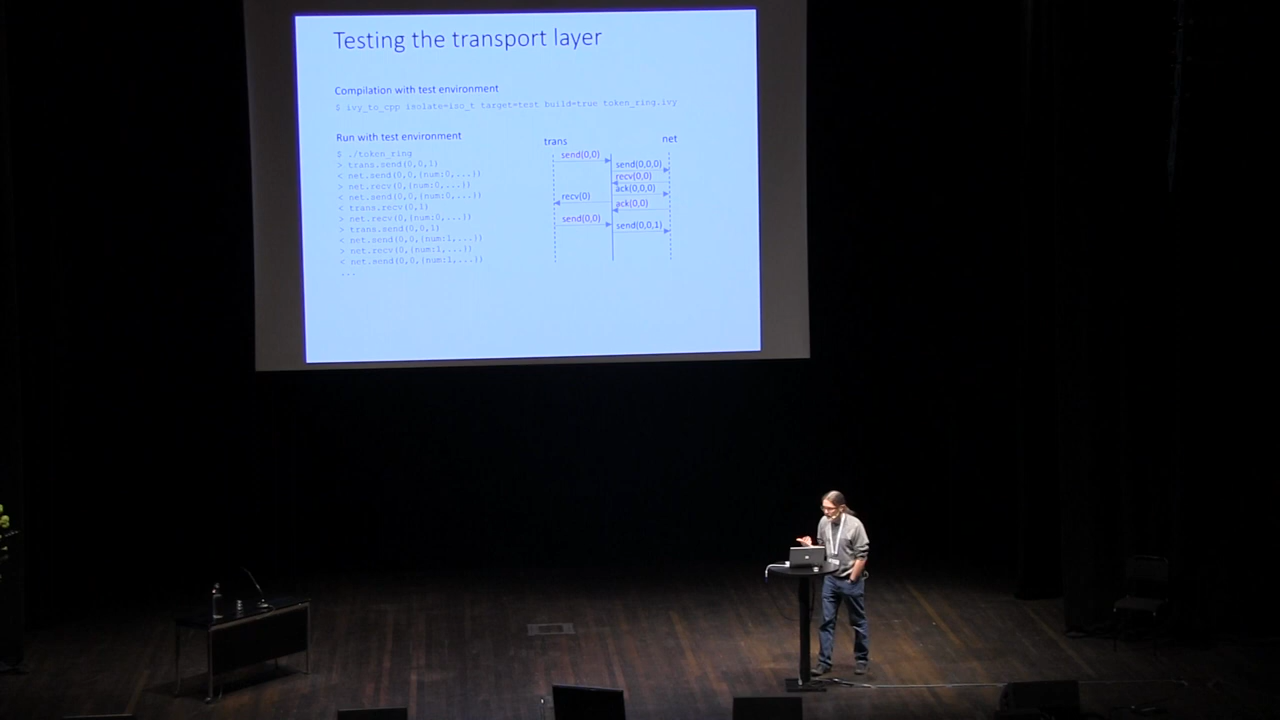 Testing the transport layer
Compilation with test environment
$ ivy_to_cpp isolate=iso_t target=test build=true token_ring.ivy
Run with test environment
$ ./token_ring
> trans.send(0,0,1)
< net.send(0,0,{num:0,...})
> net.recv(0,{num:0,...})
< net.send(0,0,{num:0,...})
< trans.recv(0,1)
> net.recv(0,{num:0,...})
> trans.send(0,0,1)
< net.send(0,0,{num:1,...})
> net.recv(0,{num:1,...})
< net.send(0,0,{num:1,...})
...
trans
net
send(0,0)
send(0,0,0)
recv(0,0)
ack(0,0,0)
recv(0)
ack(0,0)
send(0,0)
send(0,0,1)